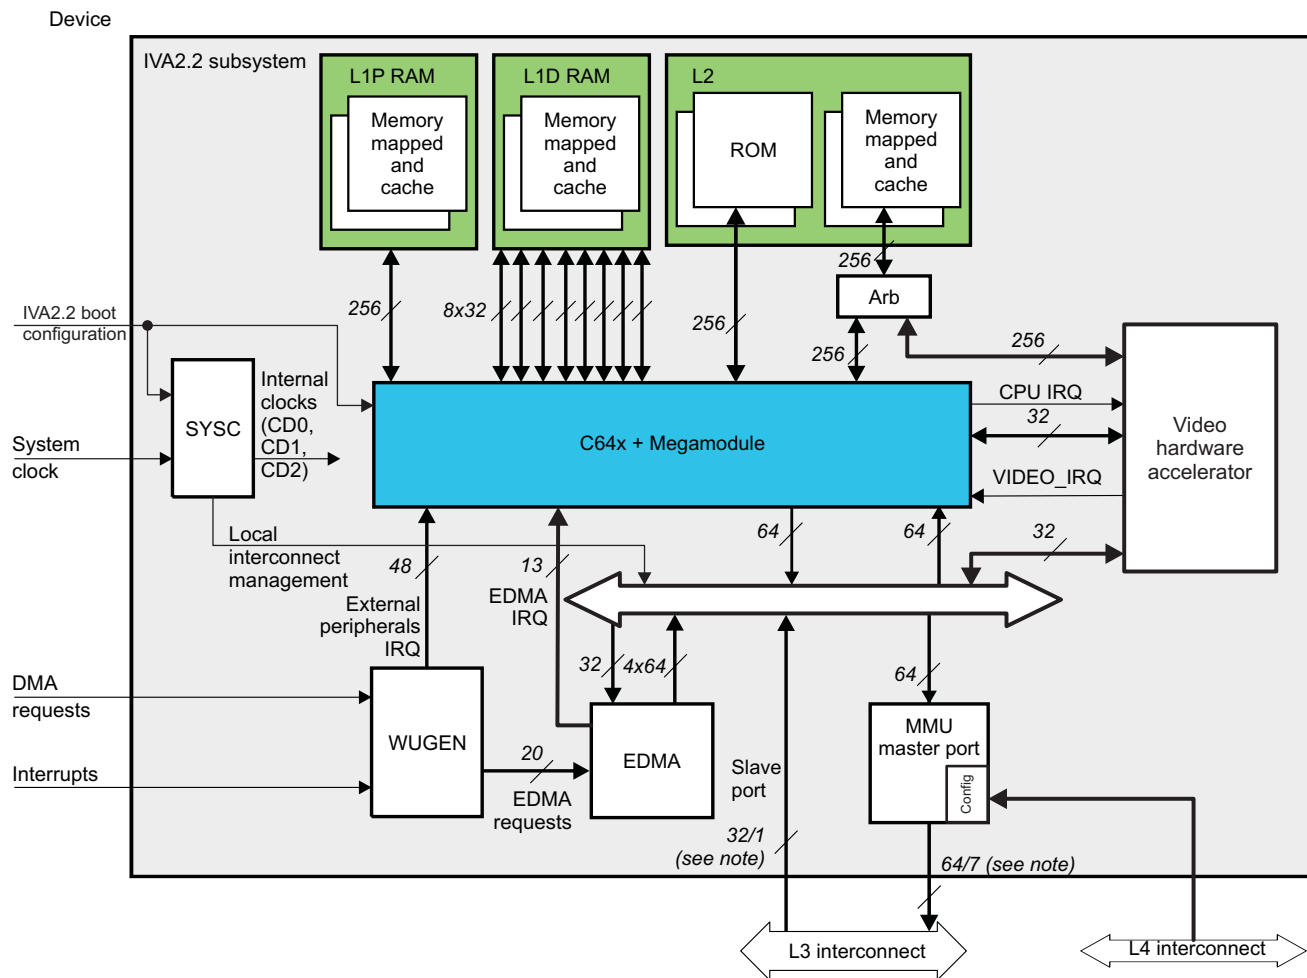 Device
IVA2.2 subsystem
L1P RAM
Memory
mapped
and
cache
L1D RAM
Memory
mapped
and
cache
L2
ROM
Memory
mapped
and
cache
256
8x32
256
256
Arb
256
256
IVA2.2 boot
configuration
SYSC
Internal
clocks
(CD0,
CD1,
CD2)
System
clock
C64x + Megamodule
CPU IRQ
32
VIDEO_IRQ
Video
hardware
accelerator
Local
interconnect
management
48
13
64
64
32
External
peripherals
IRQ
EDMA
IRQ
32
4x64
64
DMA
requests
Interrupts
WUGEN
20
EDMA
requests
EDMA
Slave
port
MMU
master port
Config
32/1
(see note)
64/7 (see note)
L3 interconnect
L4 interconnect